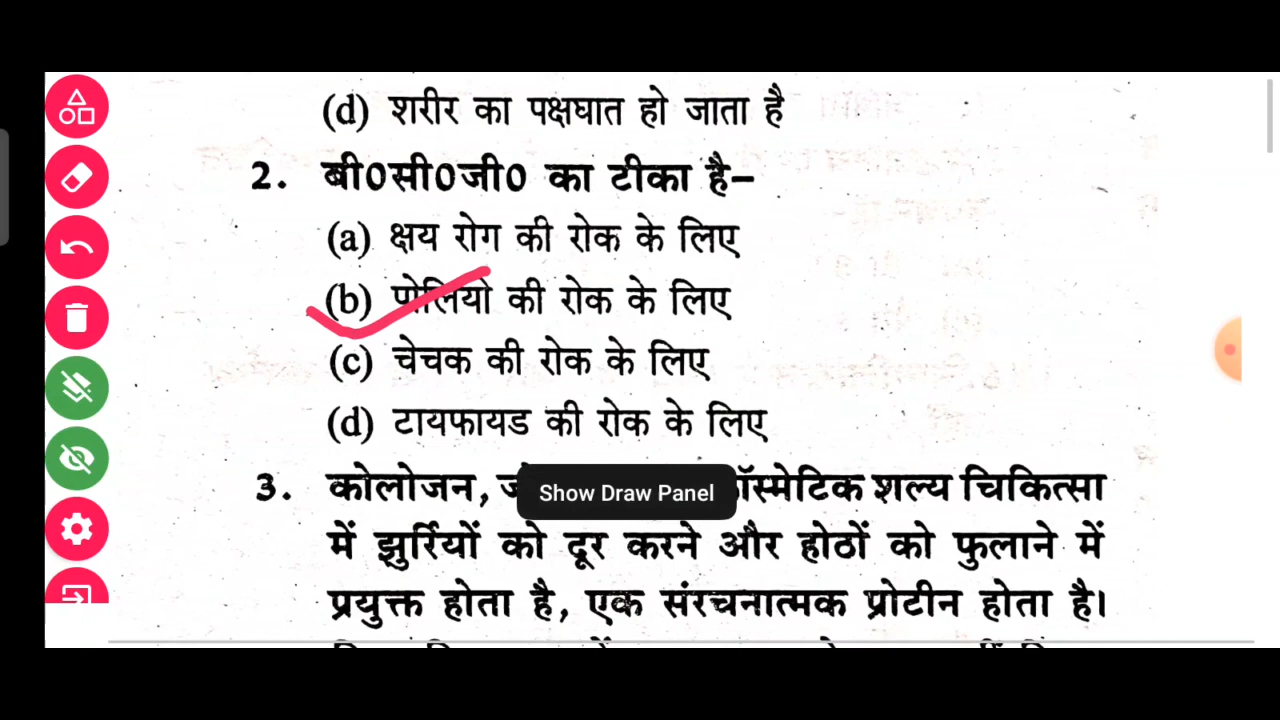 (d) शरीर का पक्षघात हो जाता है
2. बी0सी0जी0 का टीका है–
(a) क्षय रोग की रोक के लिए
(b) पोलियो की रोक के लिए
(c) चेचक की रोक के लिए
(d) टायफायड की रोक के लिए
3. कोलोजन, शल्य चिकित्सा
Show Draw Panel
में झुर्रियों को दूर करने और होठों को फुलाने में
प्रयुक्त होता है, एक संरचनात्मक प्रोटीन होता है।